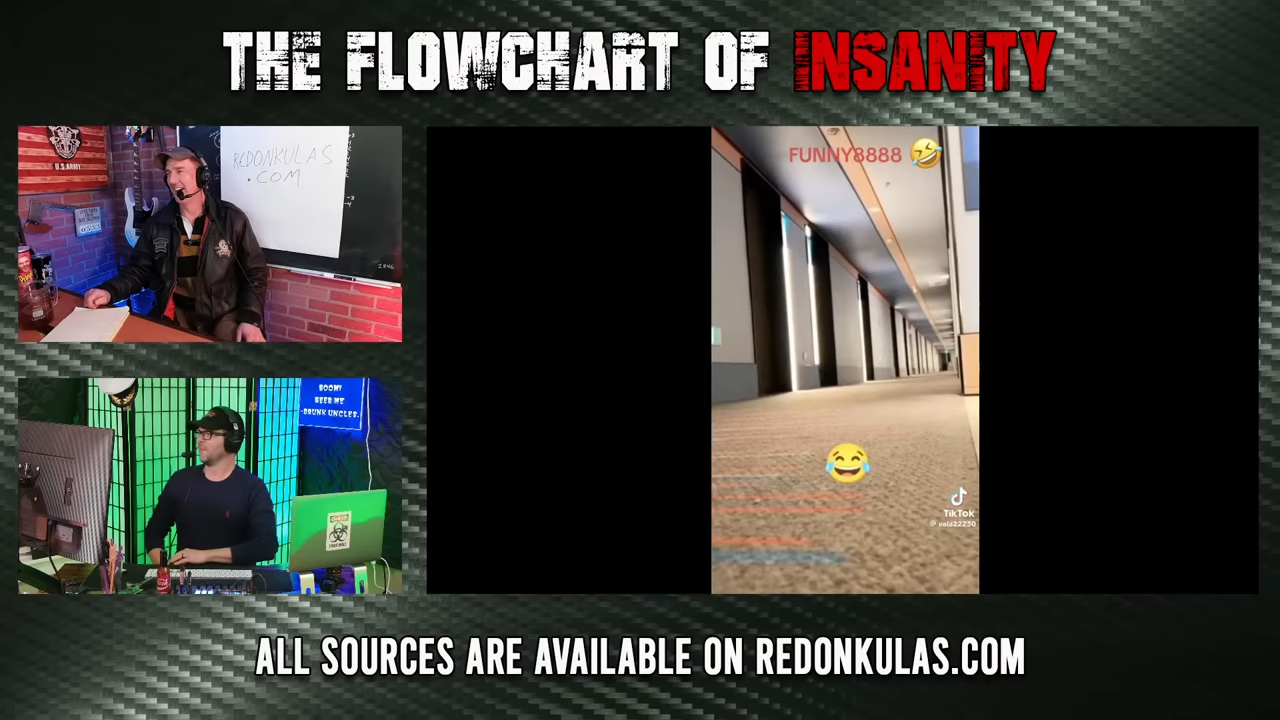 THE FLOWCHART OF INSANITY
U.S. ARMY
REDONKULAS
.COM
FUNNY8888 🤣
😂
TikTok
@vala22230
BOOM!
BEER ME
-DRUNK UNCLES.
ALL SOURCES ARE AVAILABLE ON REDONKULAS.COM